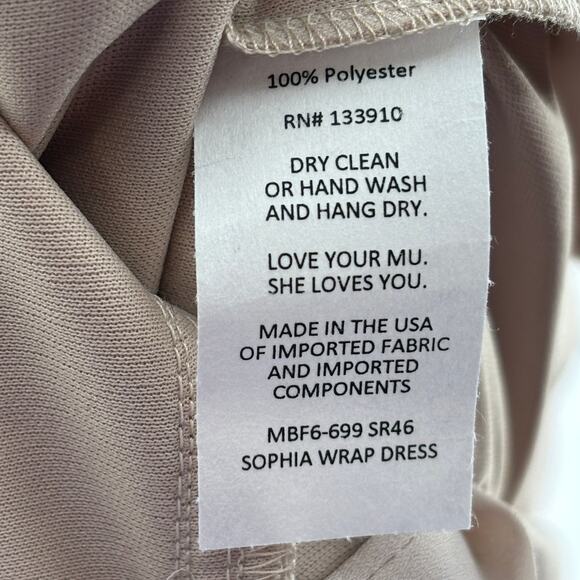 100% Polyester
RN# 133910
DRY CLEAN
OR HAND WASH
AND HANG DRY.
LOVE YOUR MU.
SHE LOVES YOU.
MADE IN THE USA
OF IMPORTED FABRIC
AND IMPORTED
COMPONENTS
MBF6-699 SR46
SOPHIA WRAP DRESS